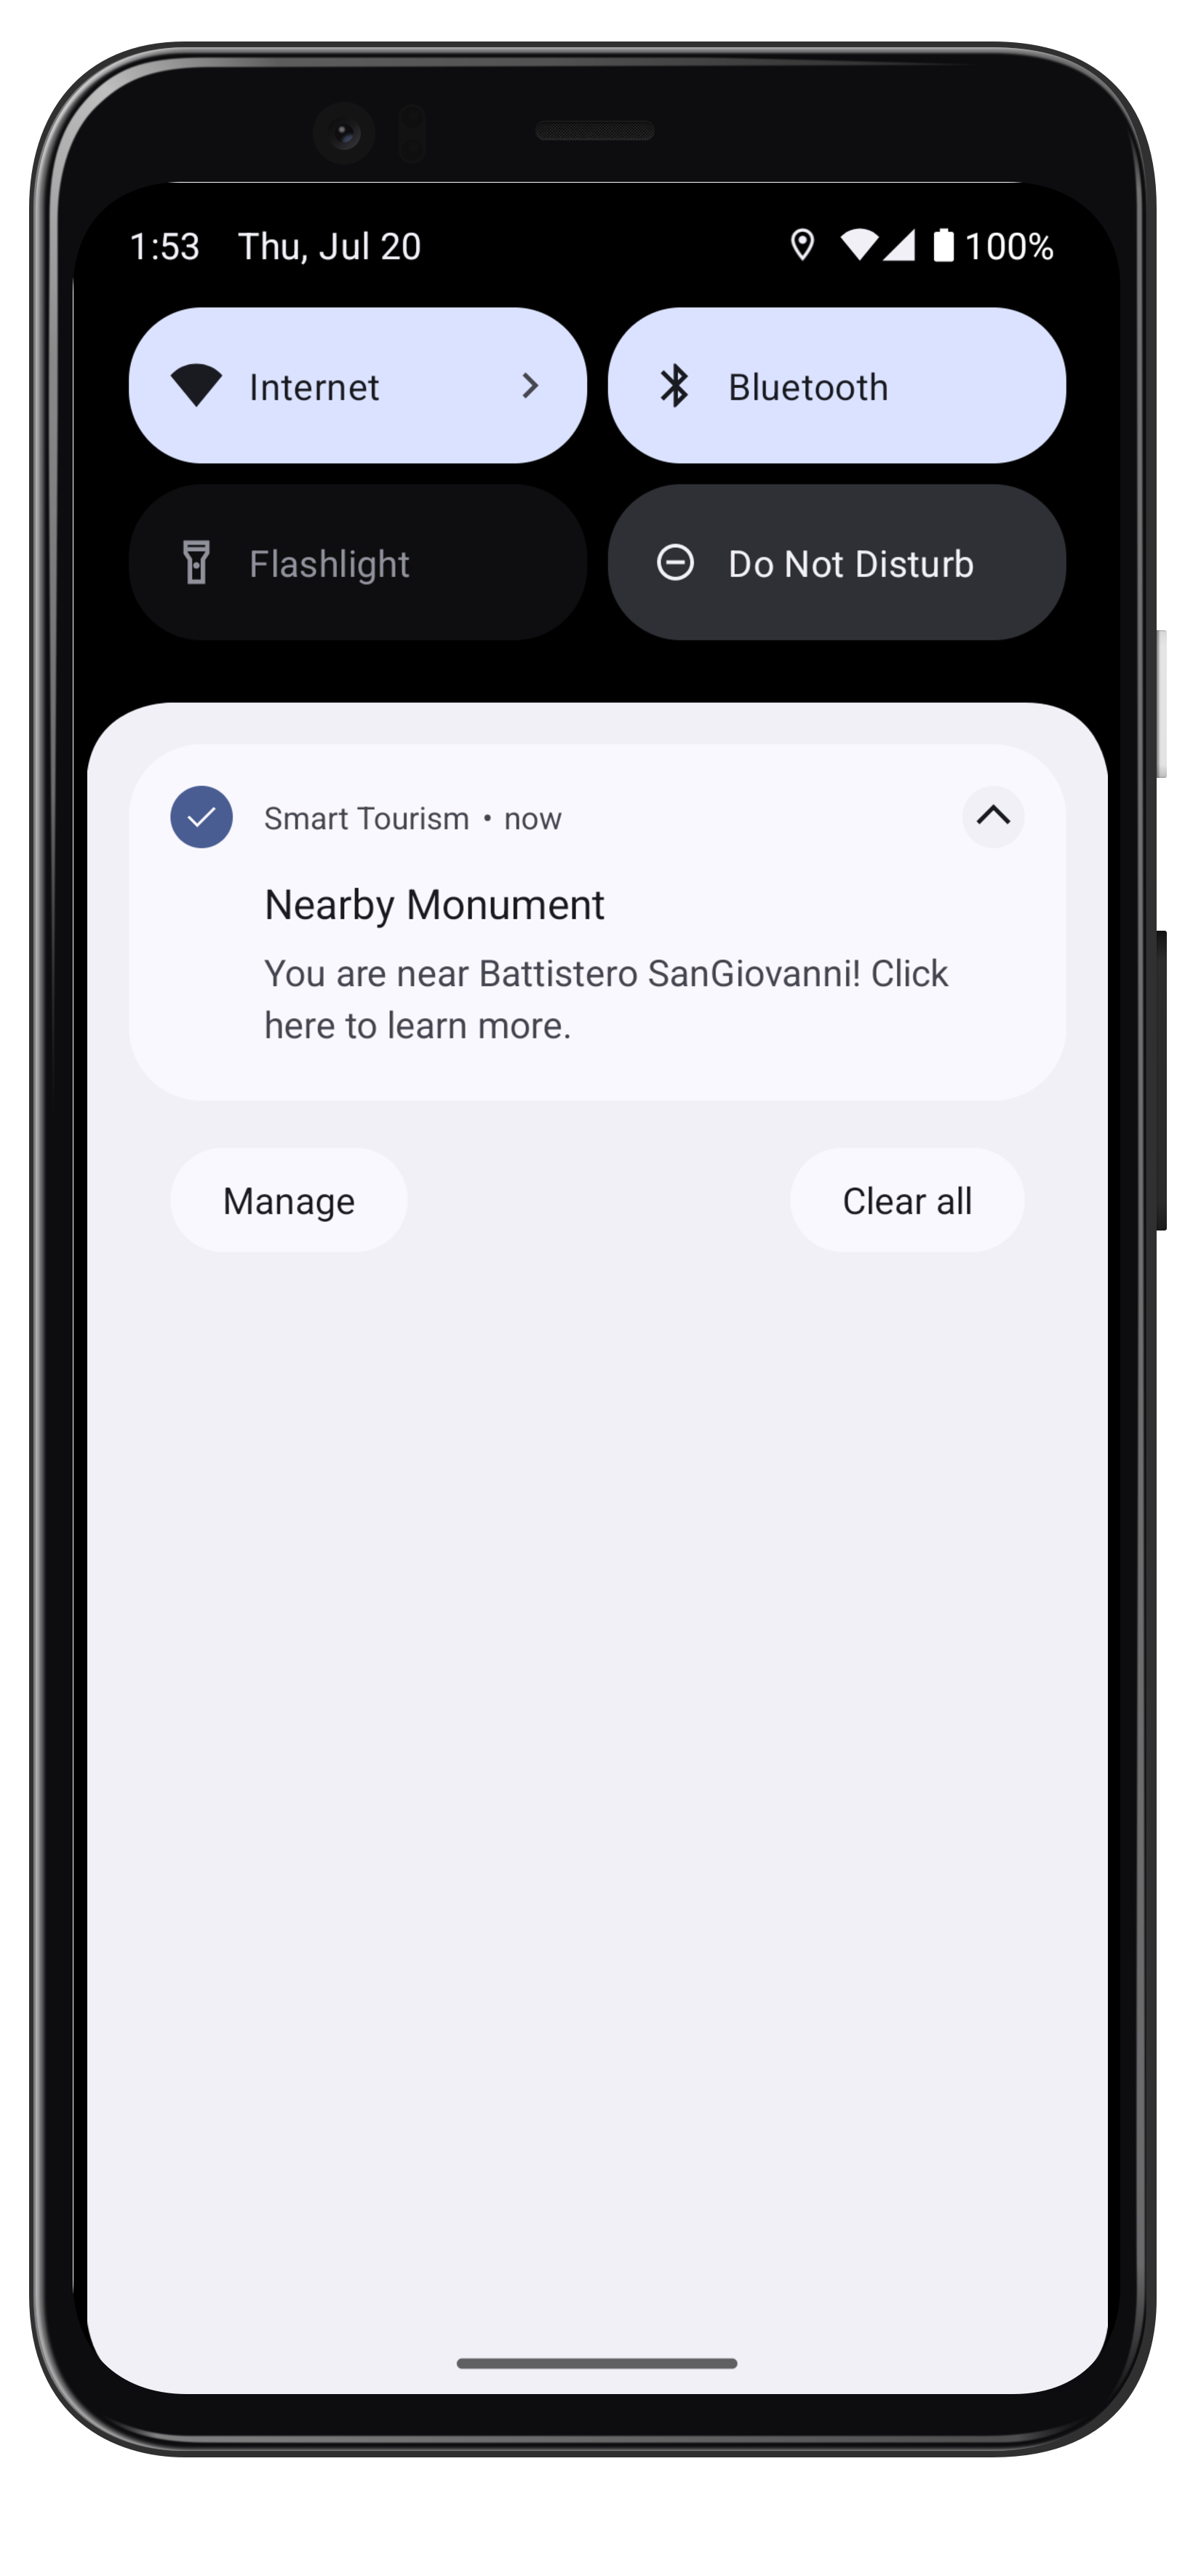 1:53 Thu, Jul 20 100%
Internet Bluetooth
Flashlight Do Not Disturb
Smart Tourism • now
Nearby Monument
You are near Battistero SanGiovanni! Click
here to learn more.
Manage Clear all